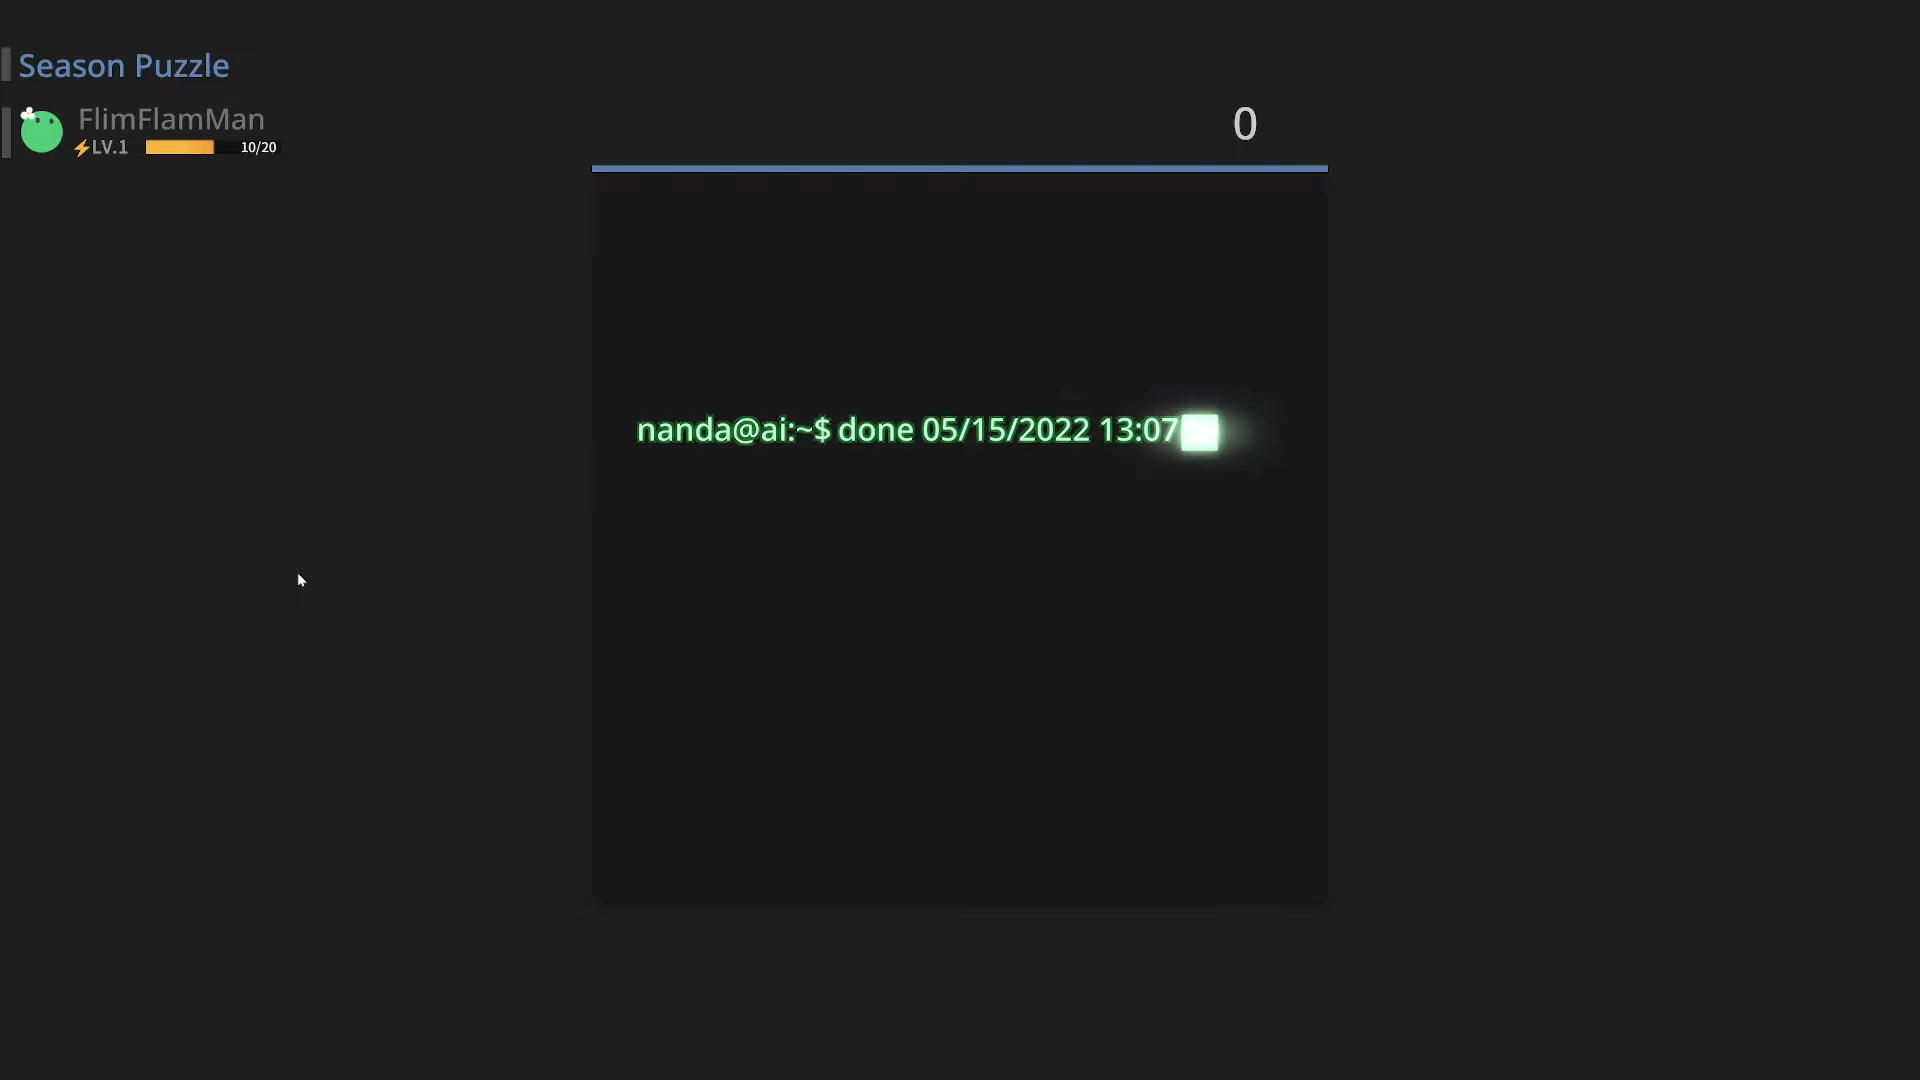 Season Puzzle
FlimFlamMan
LV.1 10/20
0
nanda@ai:~$ done 05/15/2022 13:07